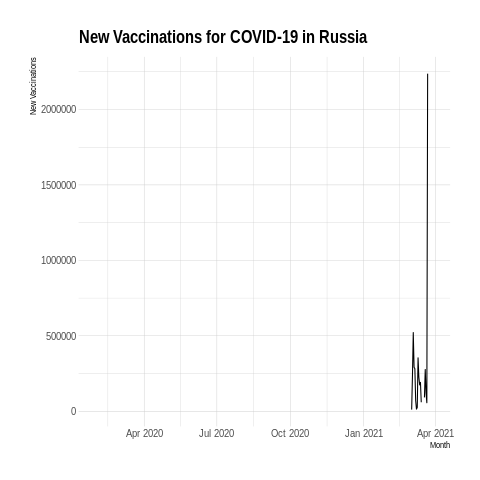 New Vaccinations for COVID-19 in Russia
New Vaccinations
2000000
1500000
1000000
500000
0
Apr 2020 Jul 2020 Oct 2020 Jan 2021 Apr 2021
Month